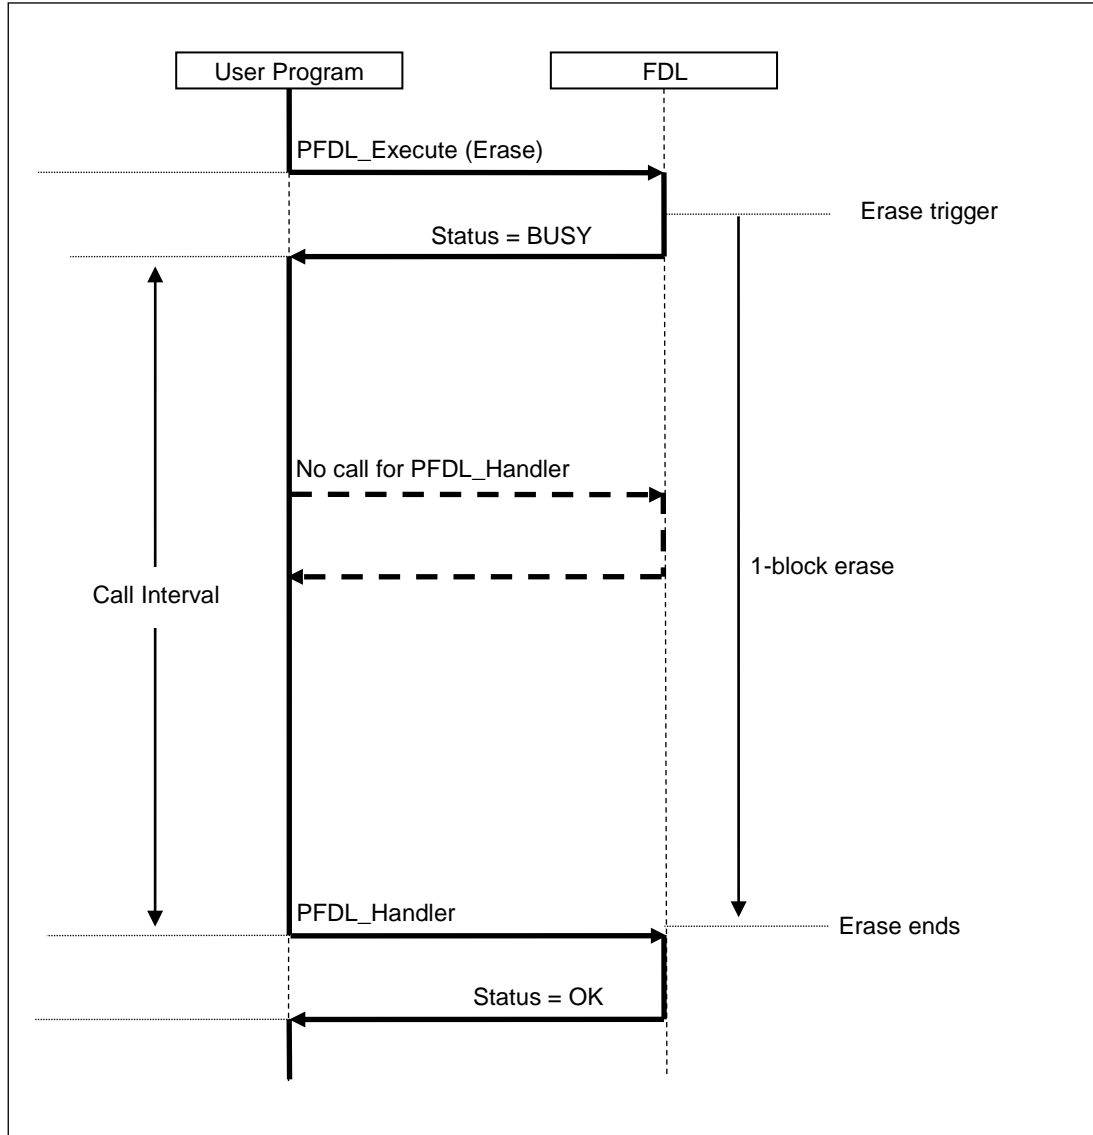 User Program
FDL
PFDL_Execute (Erase)
Erase trigger
Status = BUSY
No call for PFDL_Handler
1-block erase
Call Interval
PFDL_Handler
Erase ends
Status = OK